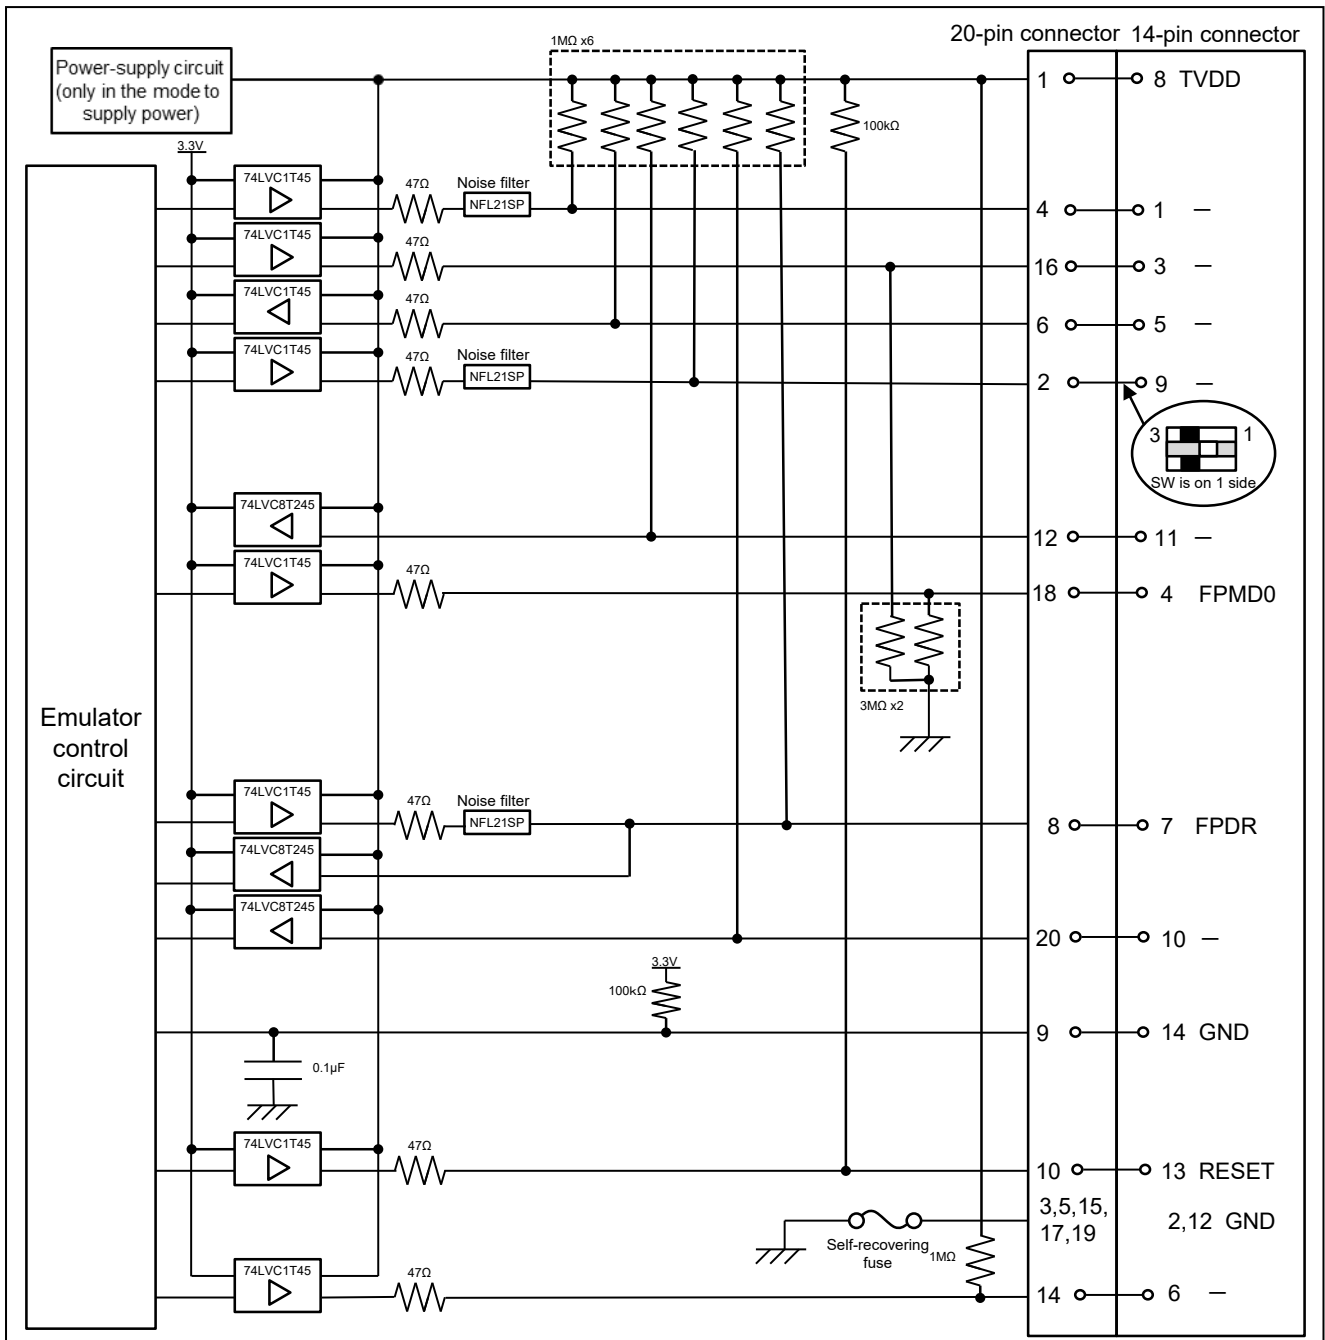 20-pin connector 14-pin connector
1MΩ x6
Power-supply circuit
(only in the mode to
supply power)
1 8 TVDD
100kΩ
3.3V
74LVC1T45
47Ω
Noise filter
NFL21SP
4 1 —
74LVC1T45
47Ω
16 3 —
74LVC1T45
47Ω
6 5 —
74LVC1T45
47Ω
Noise filter
NFL21SP
2 9 —
3 1
SW is on 1 side
74LVC8T245
12 11 —
74LVC1T45
47Ω
18 4 FPMD0
3MΩ x2
Emulator
control
circuit
74LVC1T45
47Ω
Noise filter
NFL21SP
8 7 FPDR
74LVC8T245
74LVC8T245
20 10 —
3.3V
100kΩ
9 14 GND
0.1µF
74LVC1T45
47Ω
10 13 RESET
3,5,15,
17,19
2,12 GND
Self-recovering
fuse
1MΩ
74LVC1T45
47Ω
14 6 —